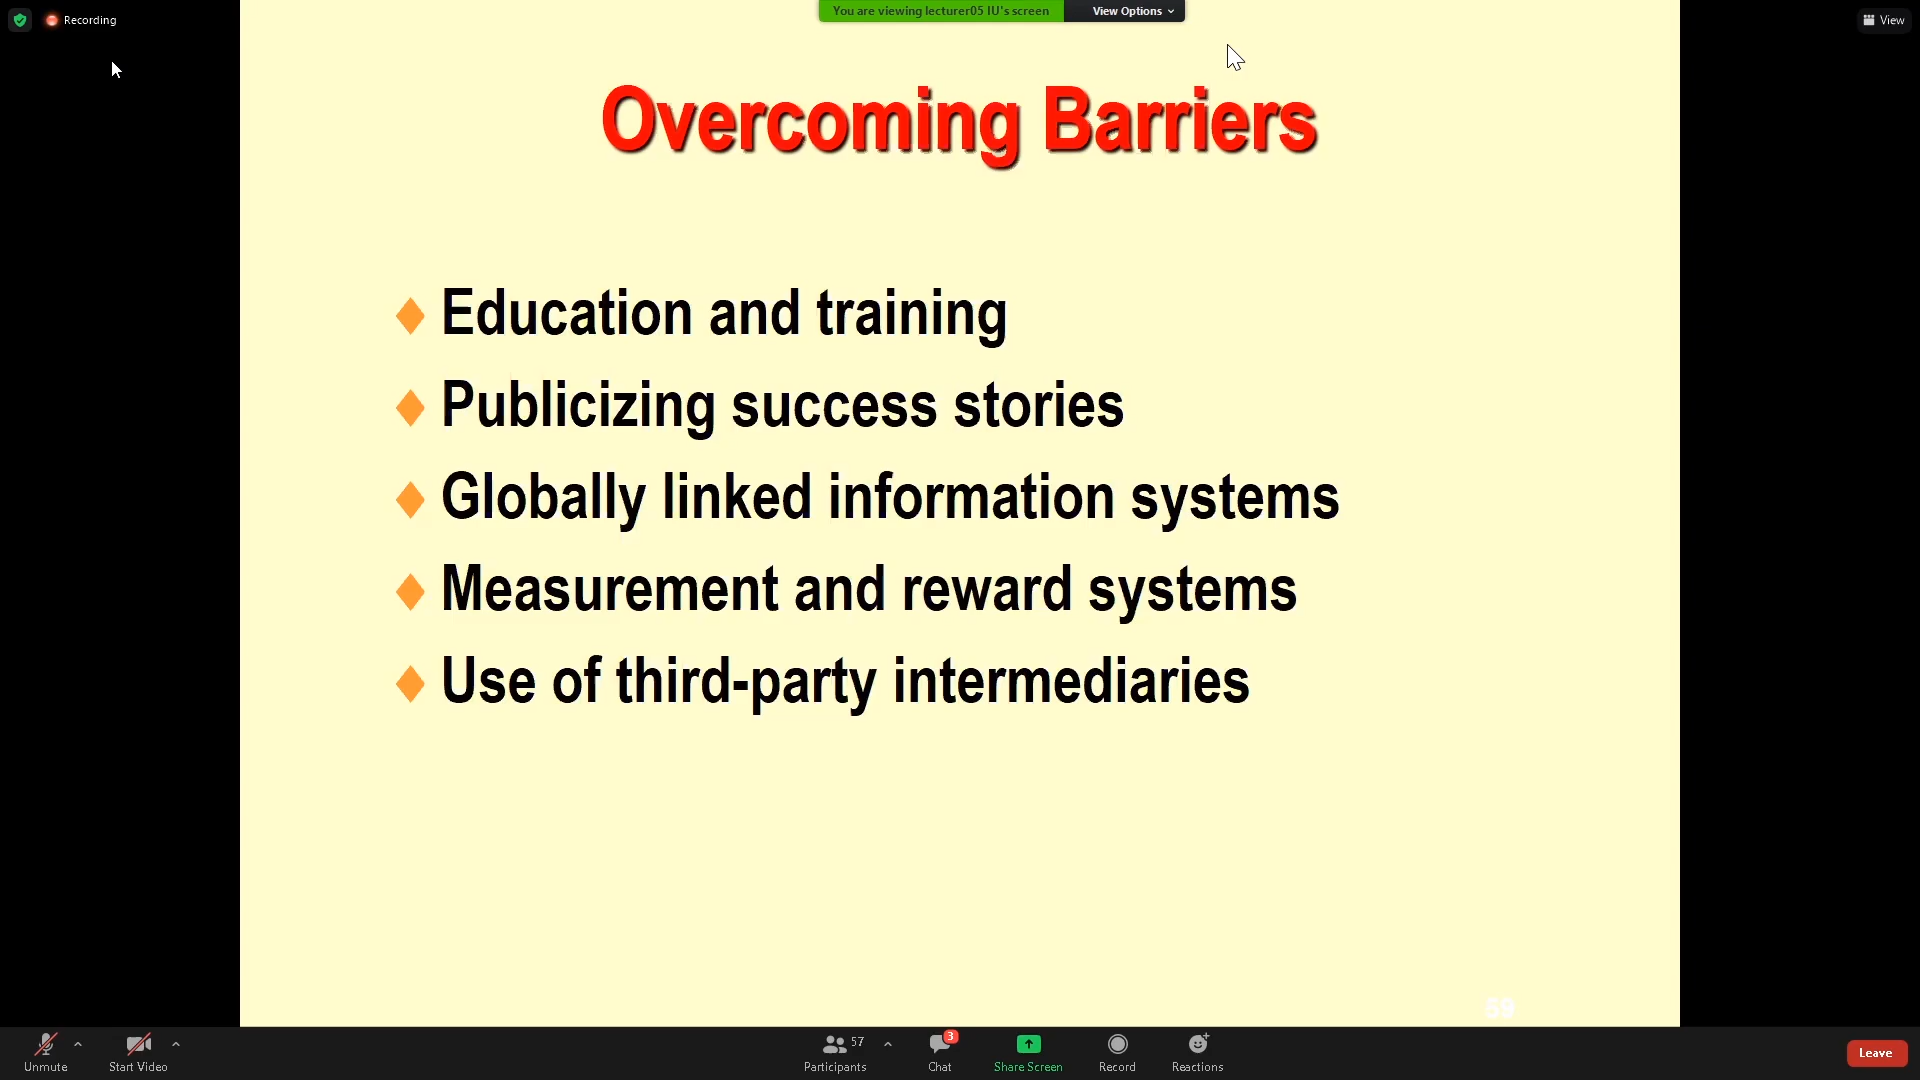 Recording
You are viewing lecturer05 IU's screen
View Options
View
Overcoming Barriers
Education and training
Publicizing success stories
Globally linked information systems
Measurement and reward systems
Use of third-party intermediaries
59
Unmute
Start Video
57
Participants
3
Chat
Share Screen
Record
Reactions
Leave